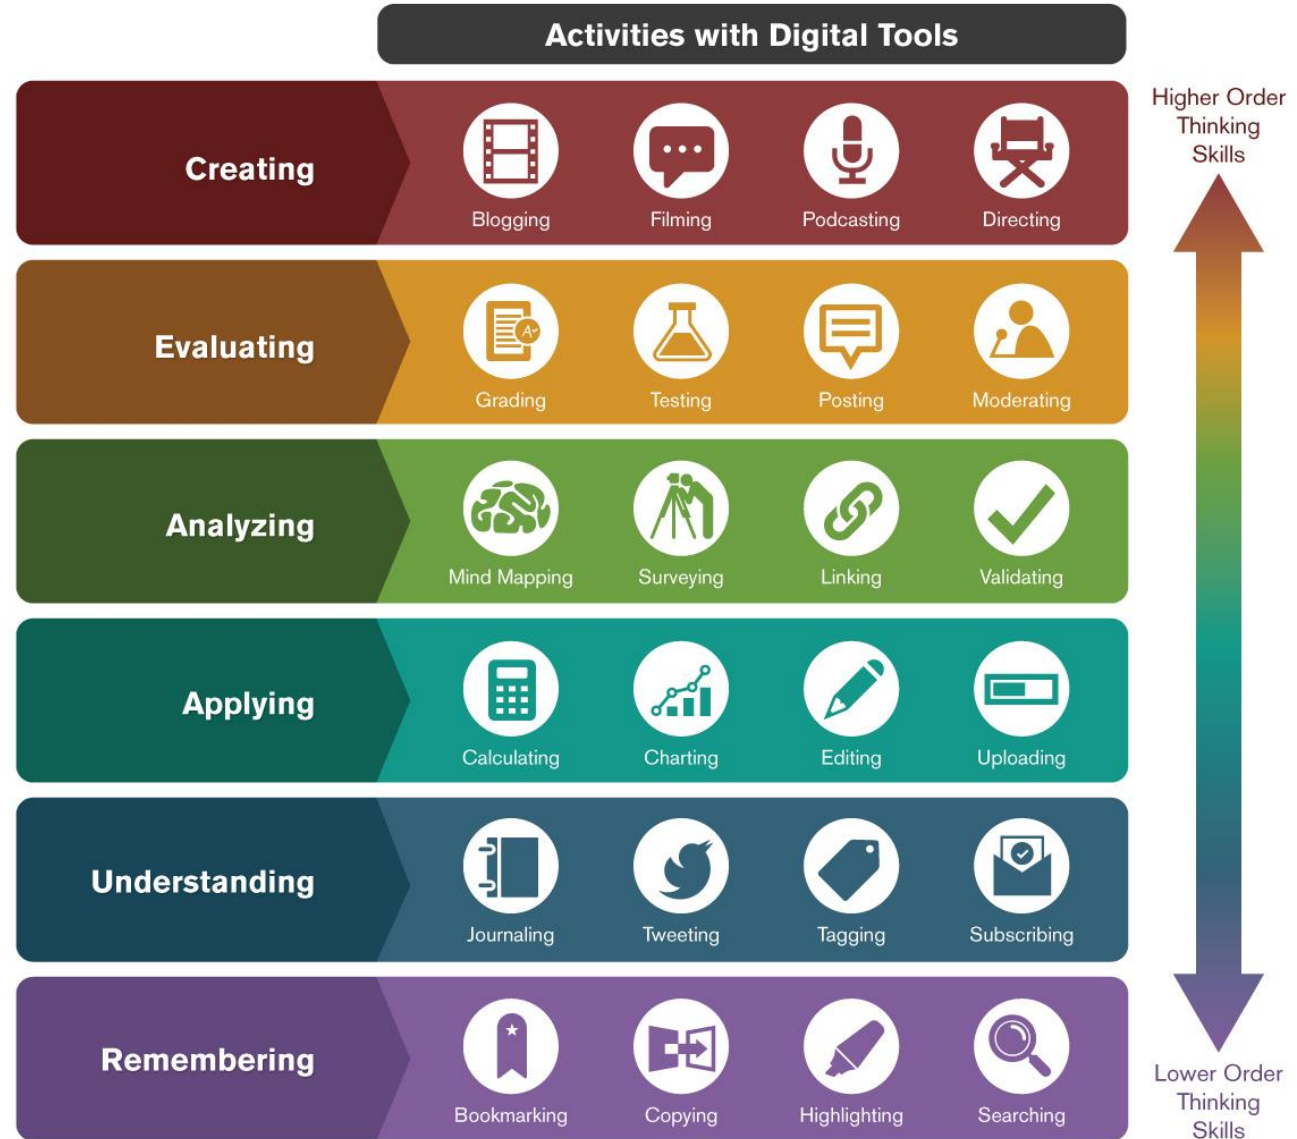 Activities with Digital Tools
Higher Order
Thinking
Skills
Creating
Blogging
Filming
Podcasting
Directing
Evaluating
A+
Grading
Testing
Posting
Moderating
Analyzing
Mind Mapping
Surveying
Linking
Validating
Applying
Calculating
Charting
Editing
Uploading
Understanding
Journaling
Tweeting
Tagging
Subscribing
Remembering
Bookmarking
Copying
Highlighting
Searching
Lower Order
Thinking
Skills